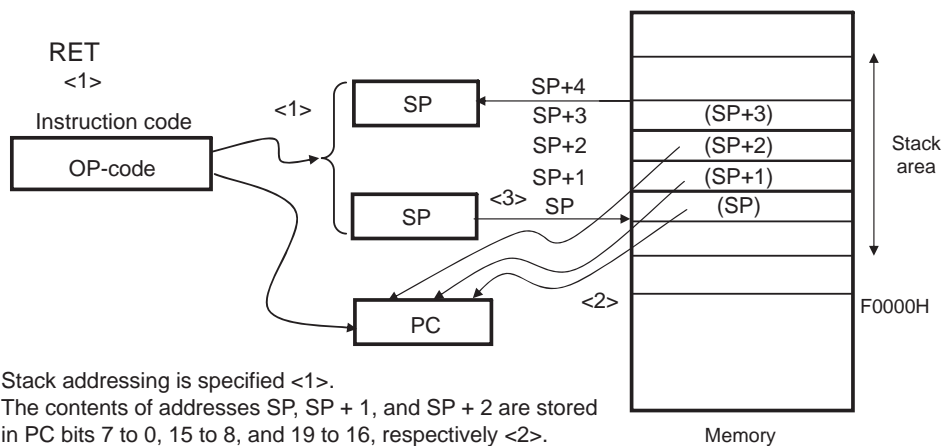 RET
<1>
Instruction code
OP-code
<1>
SP
SP
PC
SP+4
SP+3
SP+2
SP+1
<3>
SP
<2>
(SP+3)
(SP+2)
(SP+1)
(SP)
Stack
area
F0000H
Memory
Stack addressing is specified <1>.
The contents of addresses SP, SP + 1, and SP + 2 are stored
in PC bits 7 to 0, 15 to 8, and 19 to 16, respectively <2>.